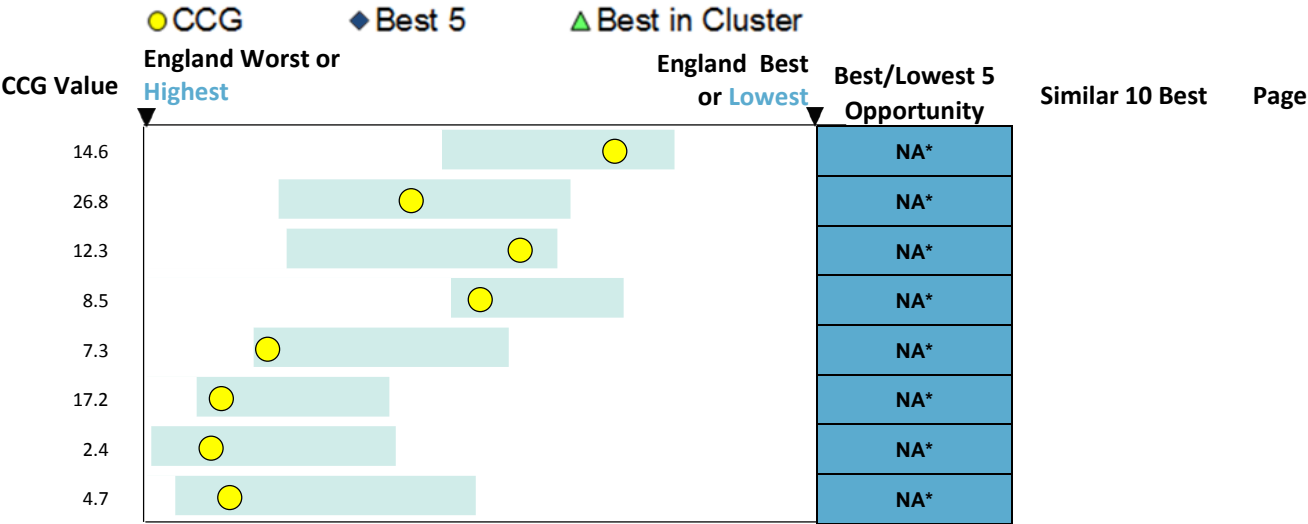 CCG Best 5 Best in Cluster
CCG Value
England Worst or
Highest
England Best
or Lowest
Best/Lowest 5
Opportunity
Similar 10 Best
Page
14.6 NA*
26.8 NA*
12.3 NA*
8.5 NA*
7.3 NA*
17.2 NA*
2.4 NA*
4.7 NA*